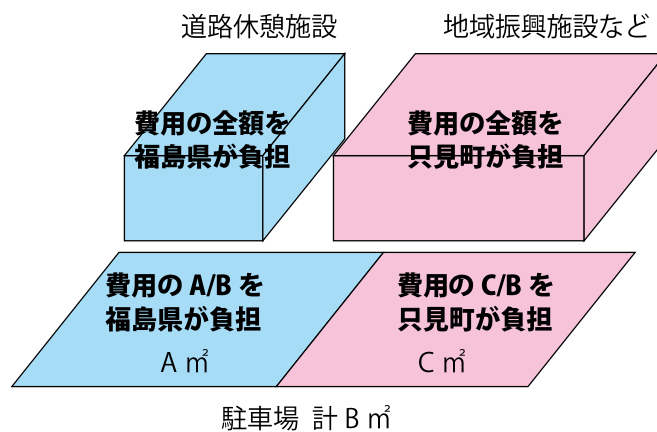 道路休憩施設
地域振興施設など
費用の全額を
福島県が負担
費用の全額を
只見町が負担
費用の A/B を
福島県が負担
A ㎡
費用の C/B を
只見町が負担
C ㎡
駐車場 計 B ㎡